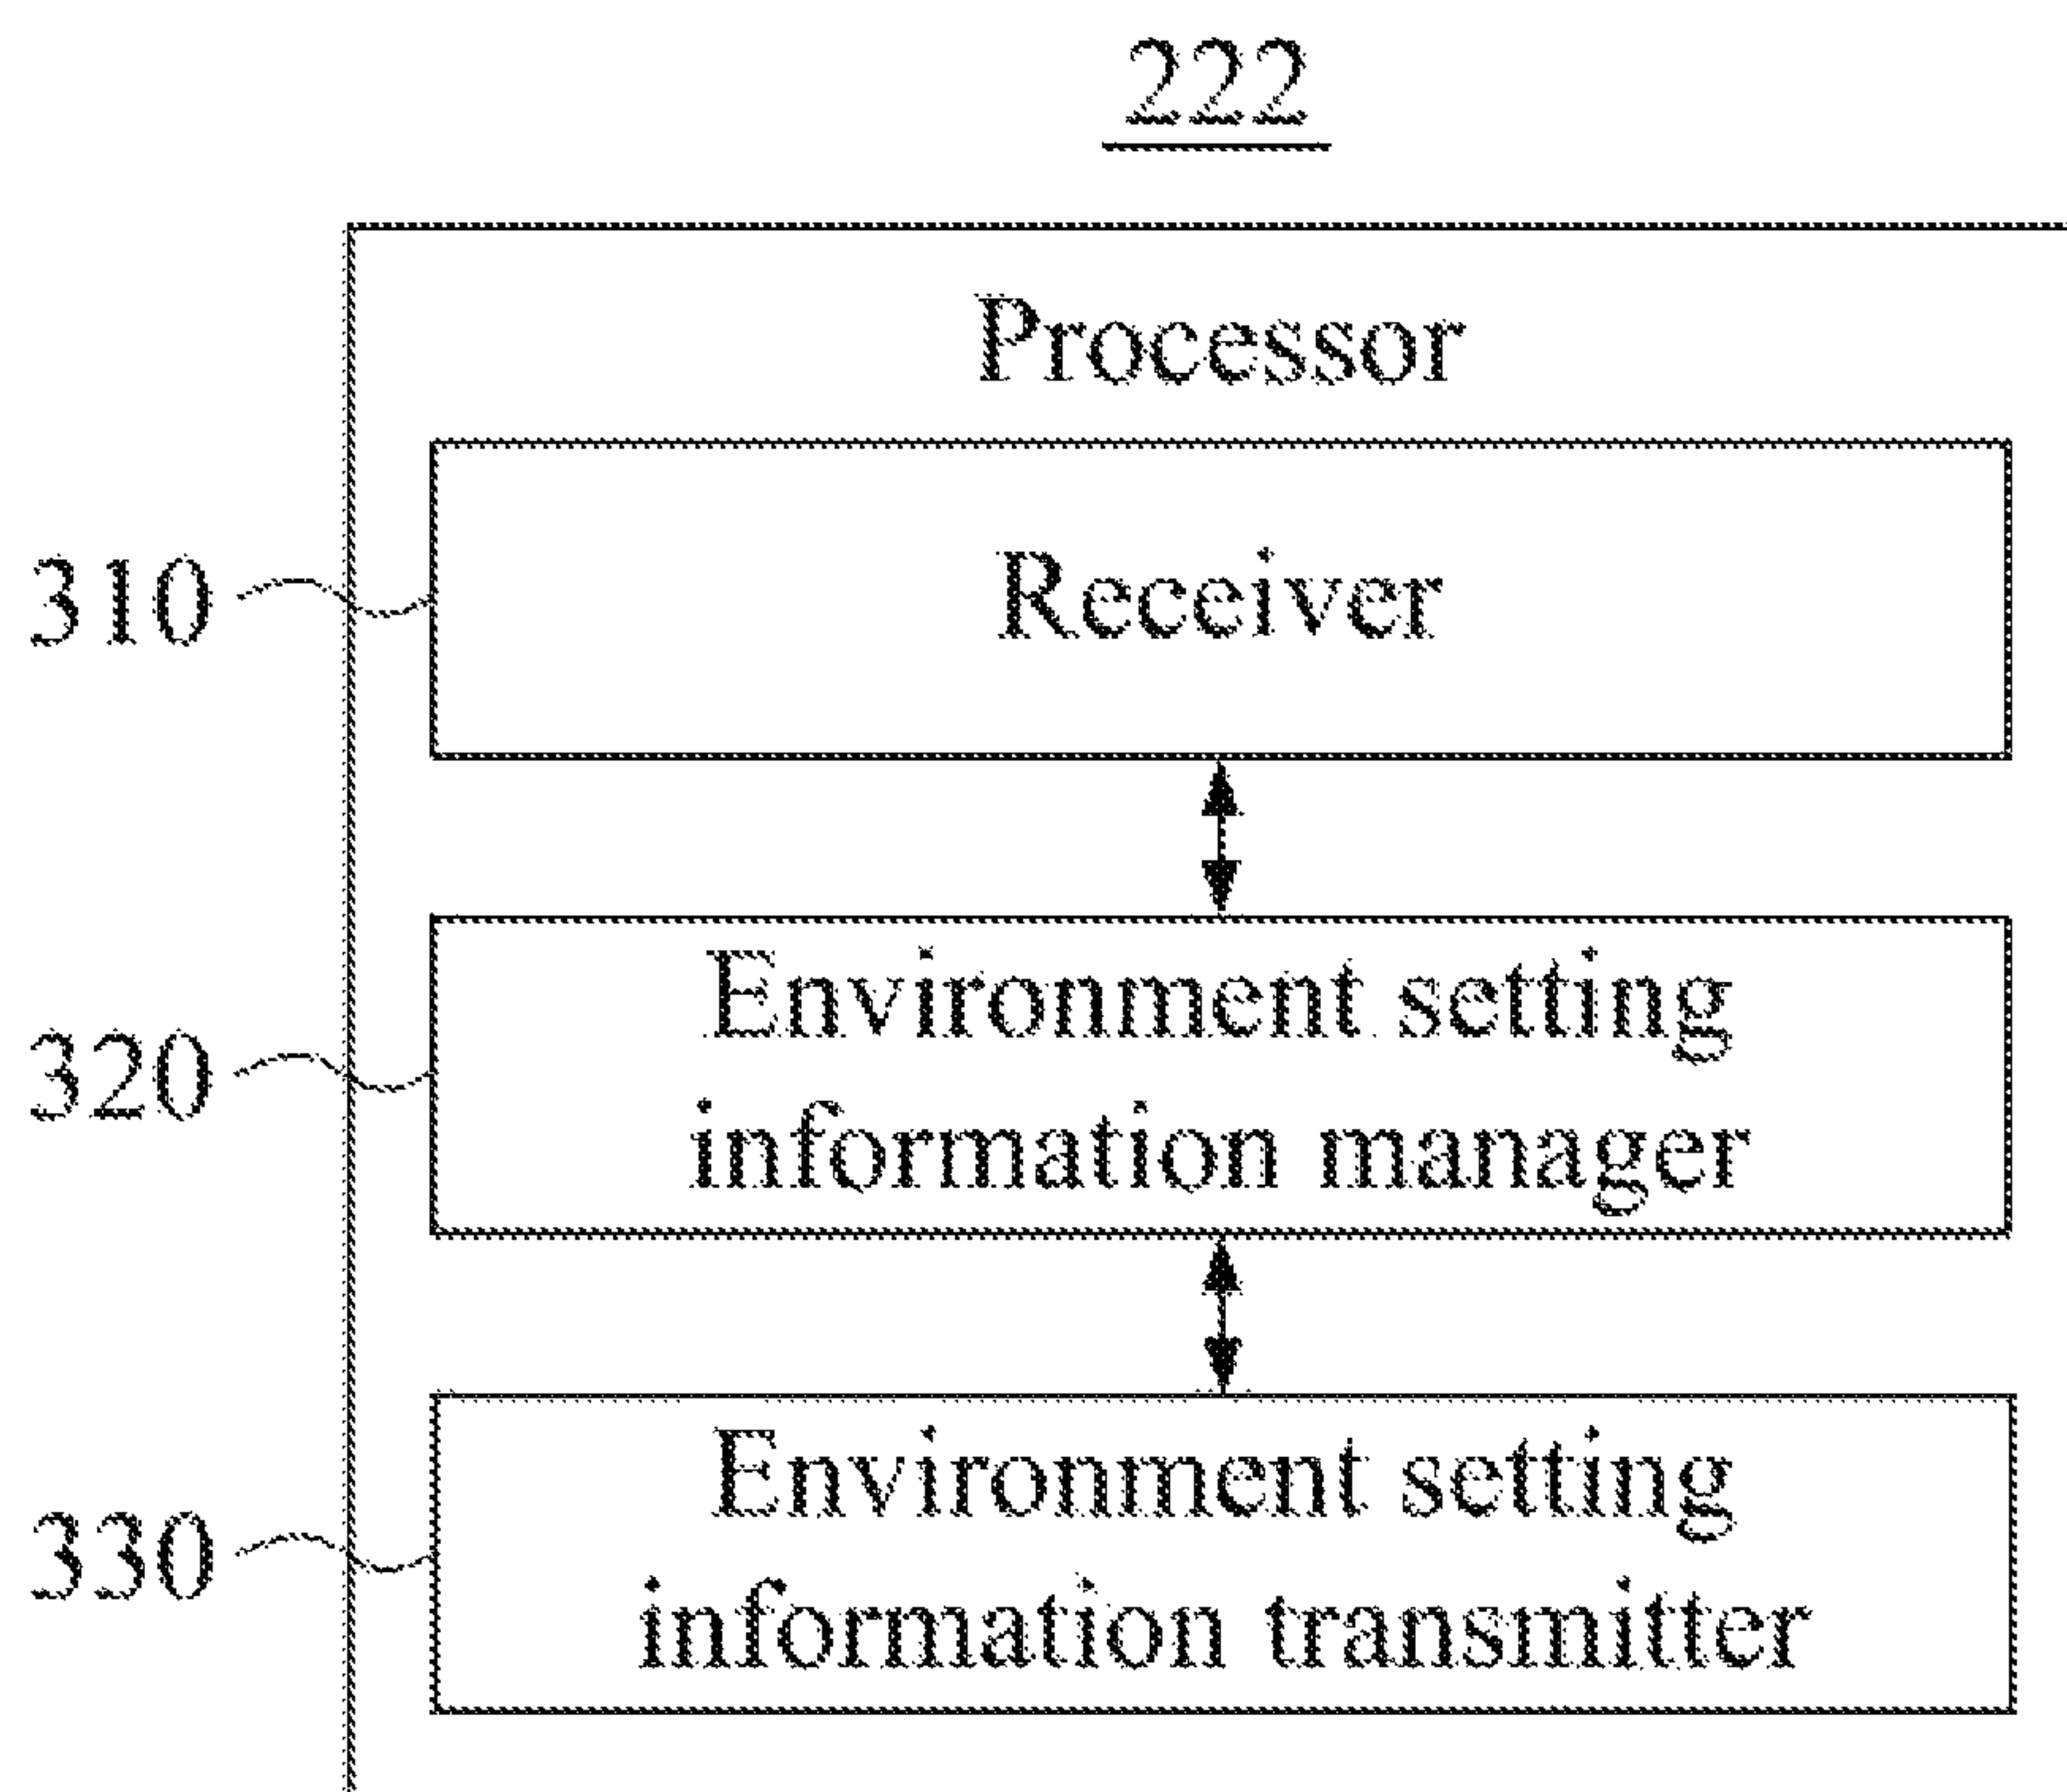 222
Processor
310
Receiver
320
Environment setting
information manager
330
Environment setting
information transmitter